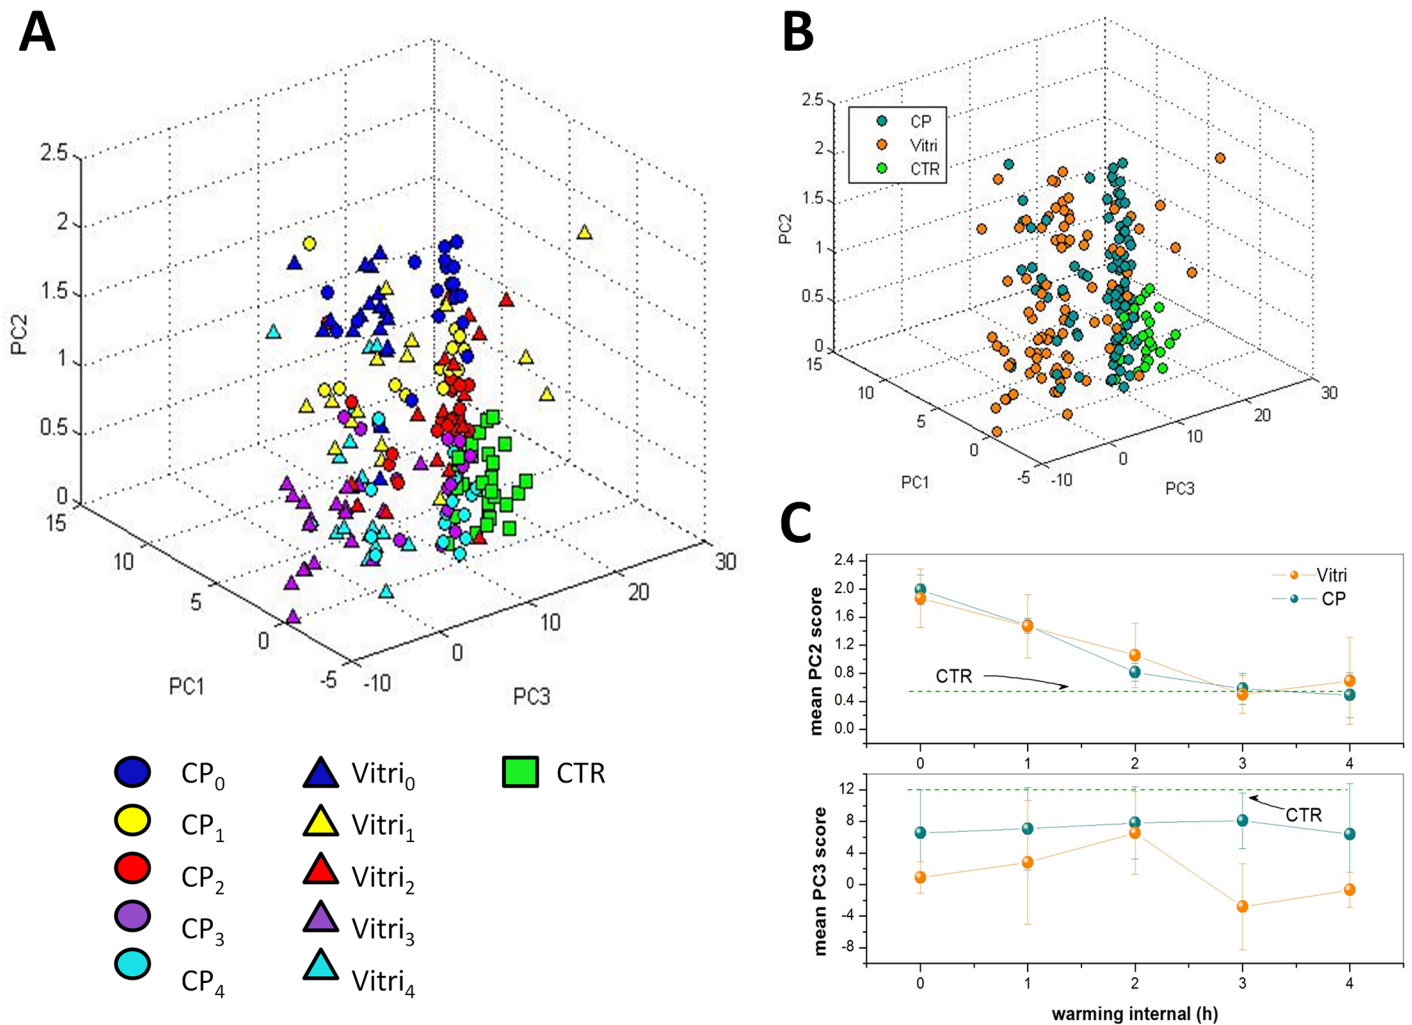 A
2.5
2
1.5
1
0.5
0
PC2
15
10
5
0
-5
PC1
-10
0
10
20
30
PC3
CP0
CP1
CP2
CP3
CP4
Vitri0
Vitri1
Vitri2
Vitri3
Vitri4
CTR
B
CP
Vitri
CTR
2.5
2
1.5
1
0.5
0
PC2
15
10
5
0
-5
PC1
-10
0
10
20
30
PC3
C
2.4
2.0
1.6
1.2
0.8
0.4
0.0
mean PC2 score
Vitri
CP
CTR
0 1 2 3 4
12
8
4
0
-4
-8
mean PC3 score
CTR
0 1 2 3 4
warming internal (h)